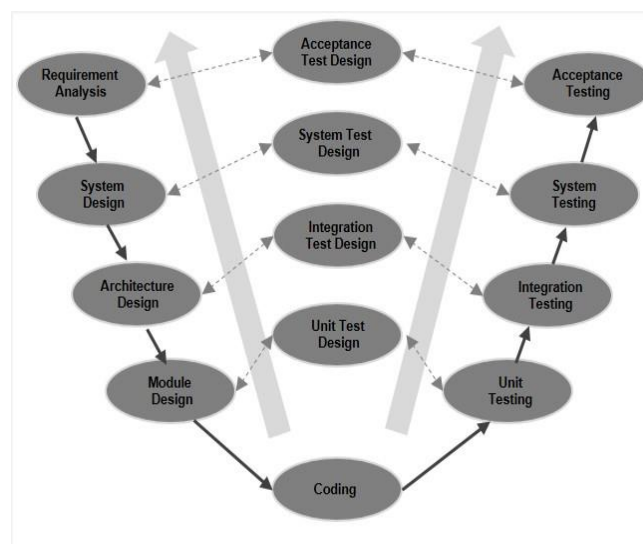 Acceptance
Test Design
Requirement
Analysis
Acceptance
Testing
System Test
Design
System
Design
System
Testing
Integration
Test Design
Architecture
Design
Integration
Testing
Unit Test
Design
Module
Design
Unit
Testing
Coding